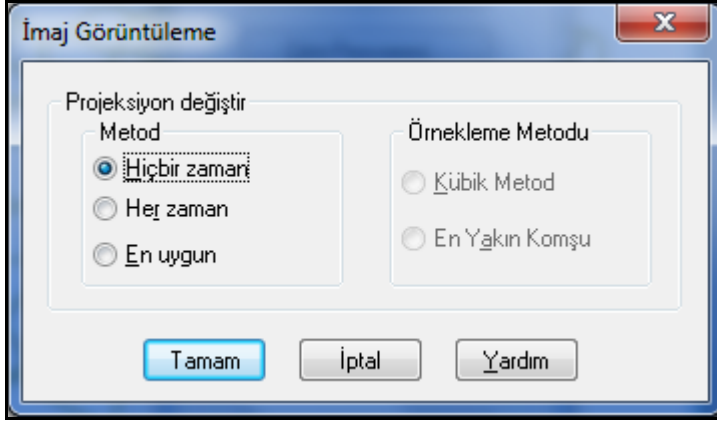 İmaj Görüntüleme
Projeksiyon değiştir
Metod
Hiçbir zaman
Her zaman
En uygun
Örnekleme Metodu
Kübik Metod
En Yakın Komşu
Tamam
İptal
Yardım